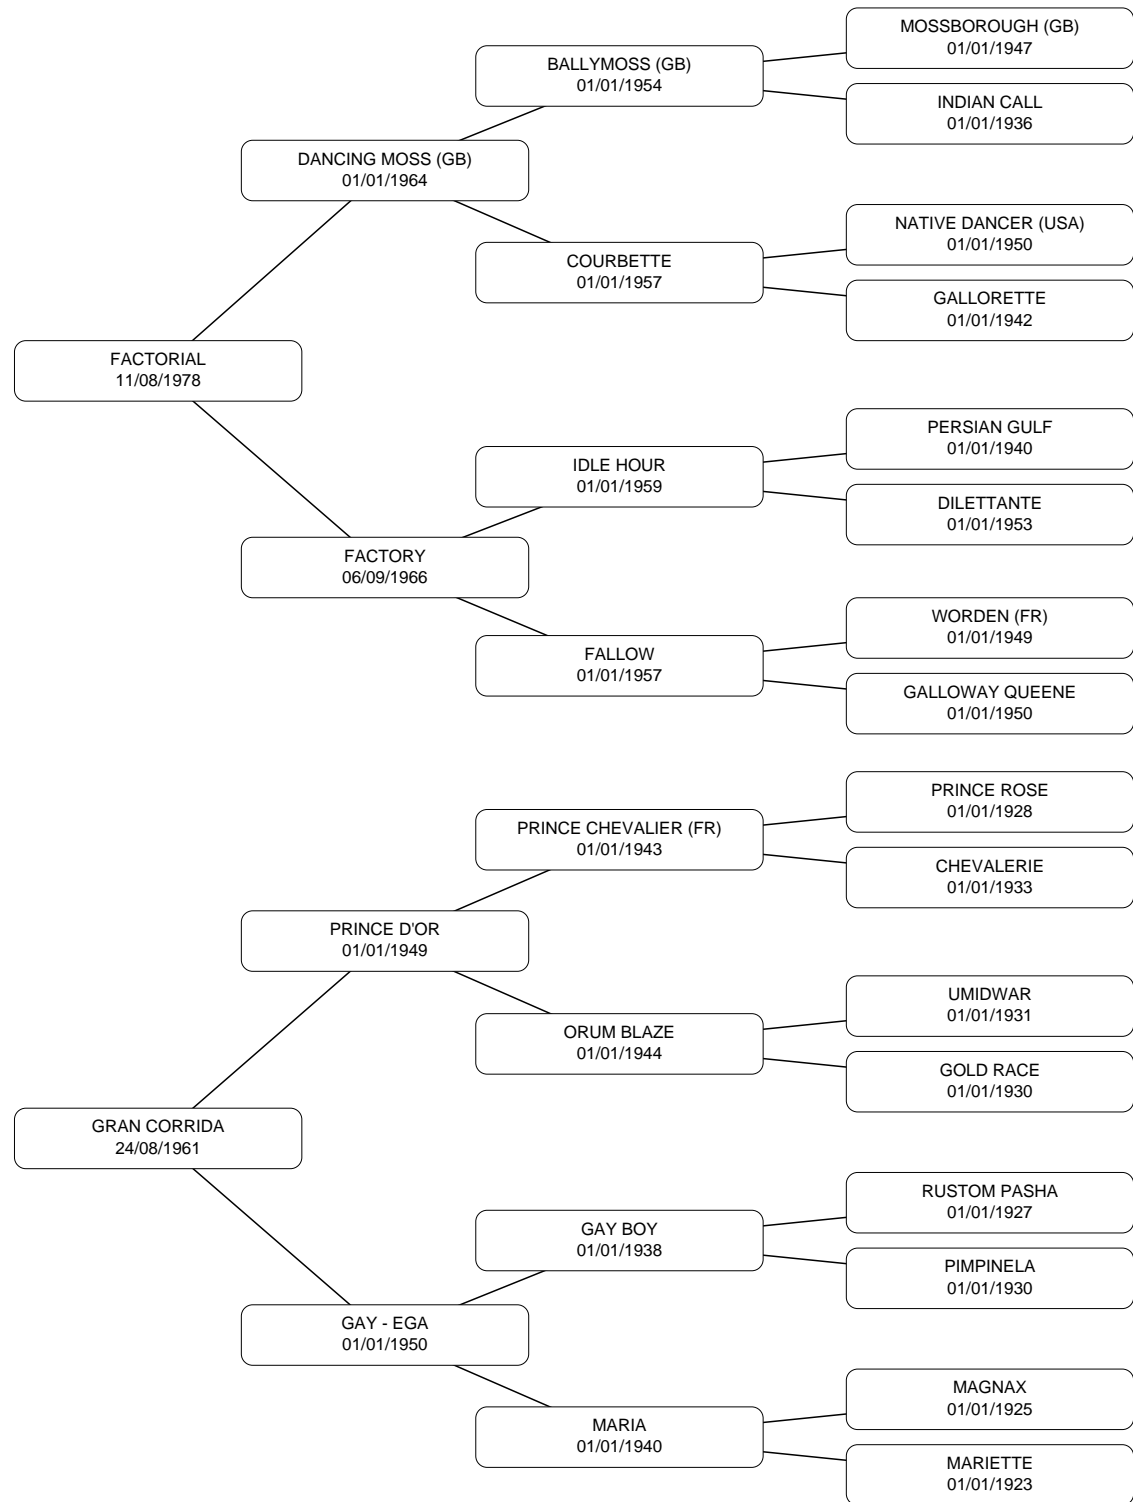 MOSSBOROUGH (GB)
01/01/1947
BALLYMOSS (GB)
01/01/1954
INDIAN CALL
01/01/1936
DANCING MOSS (GB)
01/01/1964
NATIVE DANCER (USA)
01/01/1950
COURBETTE
01/01/1957
GALLORETTE
01/01/1942
FACTORIAL
11/08/1978
PERSIAN GULF
01/01/1940
IDLE HOUR
01/01/1959
DILETTANTE
01/01/1953
FACTORY
06/09/1966
WORDEN (FR)
01/01/1949
FALLOW
01/01/1957
GALLOWAY QUEENE
01/01/1950
PRINCE ROSE
01/01/1928
PRINCE CHEVALIER (FR)
01/01/1943
CHEVALERIE
01/01/1933
PRINCE D'OR
01/01/1949
UMIDWAR
01/01/1931
ORUM BLAZE
01/01/1944
GOLD RACE
01/01/1930
GRAN CORRIDA
24/08/1961
RUSTOM PASHA
01/01/1927
GAY BOY
01/01/1938
PIMPINELA
01/01/1930
GAY - EGA
01/01/1950
MAGNAX
01/01/1925
MARIA
01/01/1940
MARIETTE
01/01/1923